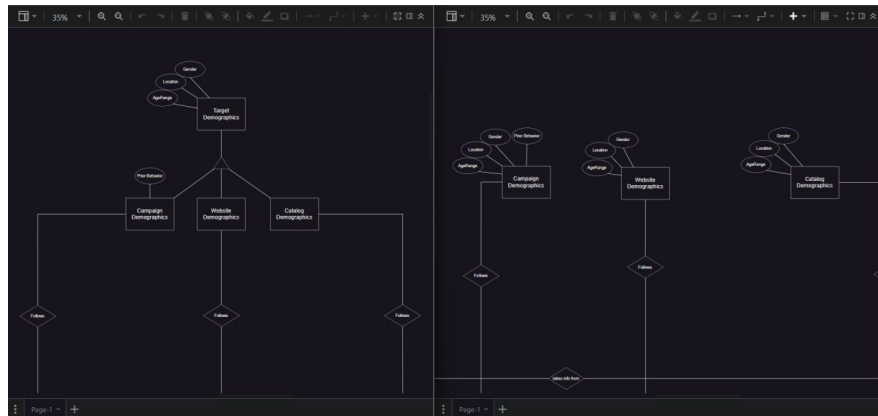 35%
Gender
Location
AgeRange
Target
Demographics
Prior Behavior
Campaign
Demographics
Website
Demographics
Catalog
Demographics
Follows
Follows
Follows
Page-1
35%
Gender
Prior Behavior
Location
AgeRange
Campaign
Demographics
Gender
Location
AgeRange
Website
Demographics
Gender
Location
AgeRange
Catalog
Demographics
Follows
Follows
takes info from
Page-1